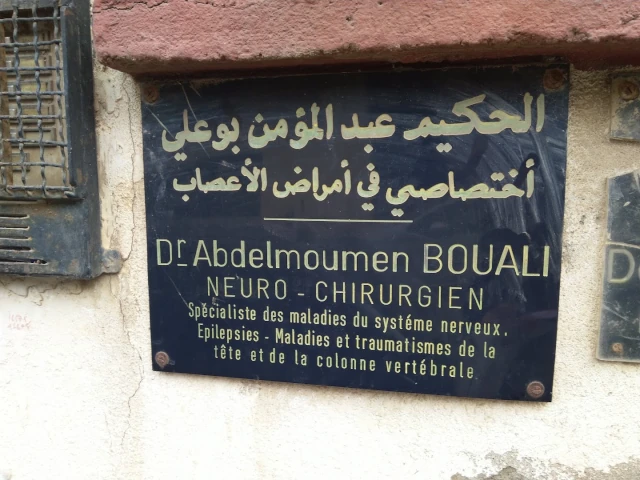 الحكيم عبد المؤمن بوعلي
أختصاصي في أمراض الأعصاب
Dr Abdelmoumen BOUALI
NEURO - CHIRURGIEN
Spécialiste des maladies du systéme nerveux.
Epilepsies - Maladies et traumatismes de la
tête et de la colonne vertébrale